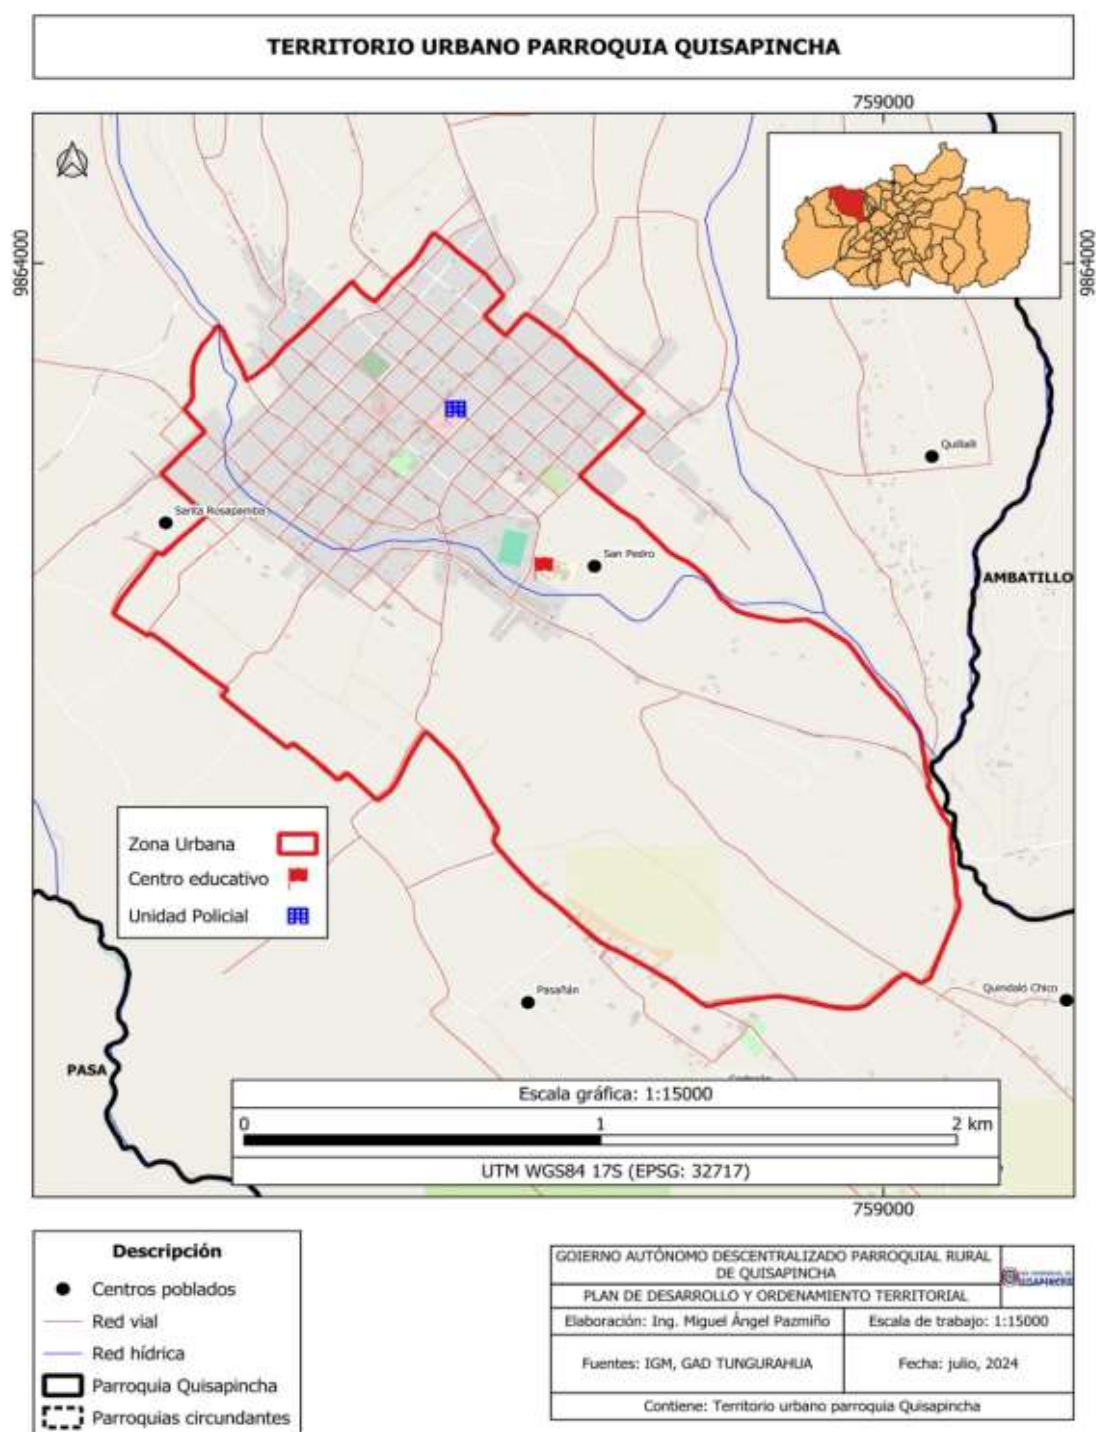 TERRITORIO URBANO PARROQUIA QUISAPINCHA
759000
9864000
9864000
Quillalli
Santa Rosapamba
San Pedro
AMBATILLO
Zona Urbana
Centro educativo
Unidad Policial
Pasañán
Quindaló Chico
PASA
Escala gráfica: 1:15000
0 1 2 km
UTM WGS84 17S (EPSG: 32717)
759000
Descripción
Centros poblados
Red vial
Red hídrica
Parroquia Quisapincha
Parroquias circundantes
GOIERNO AUTÓNOMO DESCENTRALIZADO PARROQUIAL RURAL
DE QUISAPINCHA
QUISAPINCHA
PLAN DE DESARROLLO Y ORDENAMIENTO TERRITORIAL
Elaboración: Ing. Miguel Ángel Pazmiño
Escala de trabajo: 1:15000
Fuentes: IGM, GAD TUNGURAHUA
Fecha: julio, 2024
Contiene: Territorio urbano parroquia Quisapincha